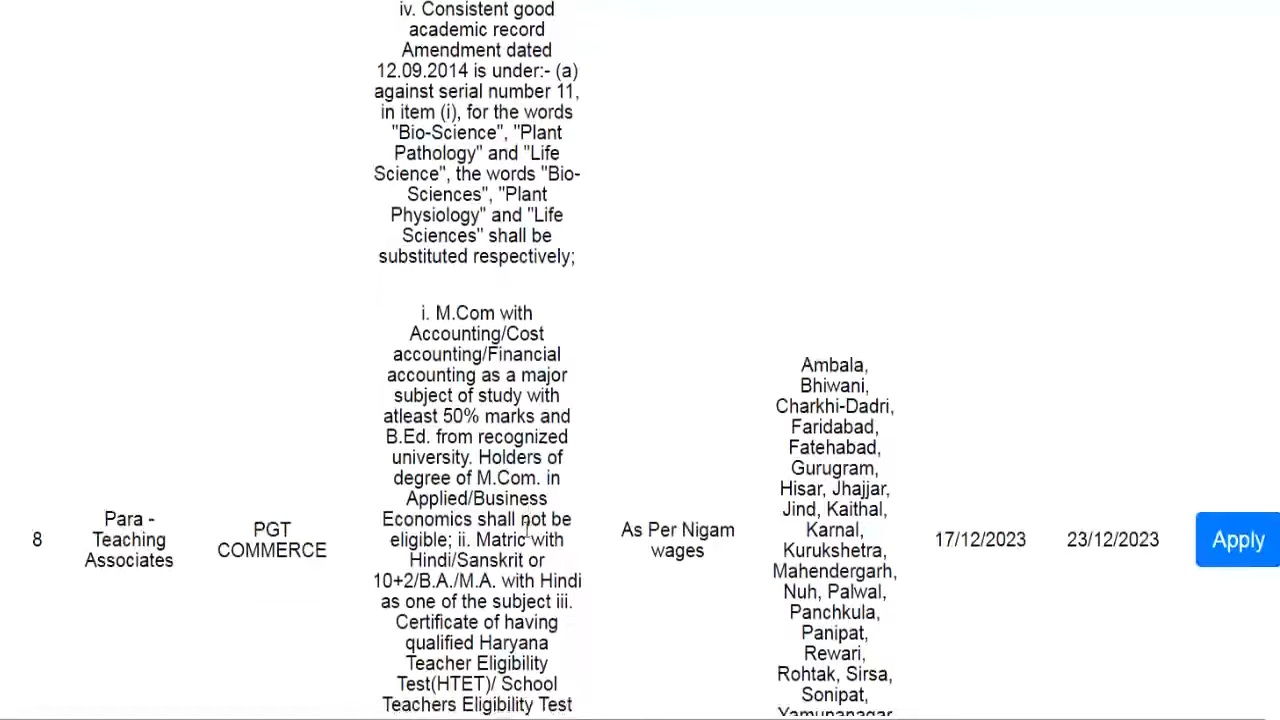 iv. Consistent good
academic record
Amendment dated
12.09.2014 is under:- (a)
against serial number 11,
in item (i), for the words
"Bio-Science", "Plant
Pathology" and "Life
Science", the words "Bio-
Sciences", "Plant
Physiology" and "Life
Sciences" shall be
substituted respectively;
8
Para -
Teaching
Associates
PGT
COMMERCE
i. M.Com with
Accounting/Cost
accounting/Financial
accounting as a major
subject of study with
atleast 50% marks and
B.Ed. from recognized
university. Holders of
degree of M.Com. in
Applied/Business
Economics shall not be
eligible; ii. Matric with
Hindi/Sanskrit or
10+2/B.A./M.A. with Hindi
as one of the subject iii.
Certificate of having
qualified Haryana
Teacher Eligibility
Test(HTET)/ School
Teachers Eligibility Test
As Per Nigam
wages
Ambala,
Bhiwani,
Charkhi-Dadri,
Faridabad,
Fatehabad,
Gurugram,
Hisar, Jhajjar,
Jind, Kaithal,
Karnal,
Kurukshetra,
Mahendergarh,
Nuh, Palwal,
Panchkula,
Panipat,
Rewari,
Rohtak, Sirsa,
Sonipat,
Yamunanagar
17/12/2023
23/12/2023
Apply